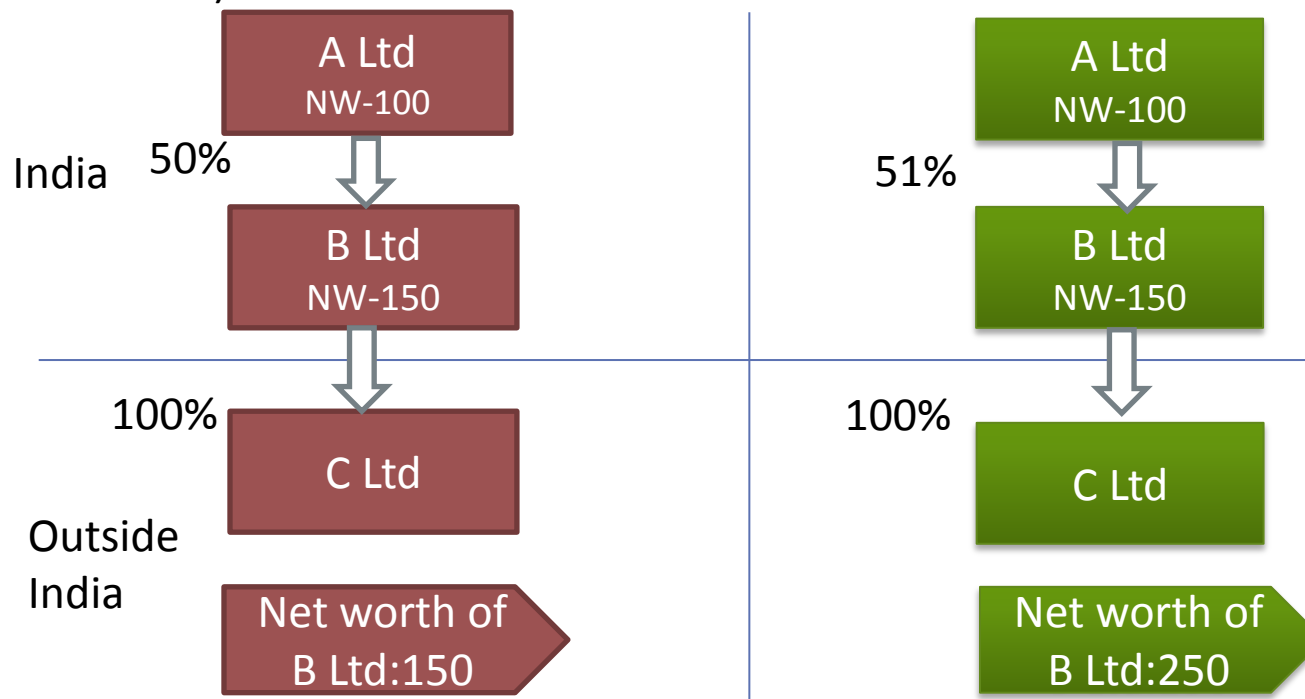 A Ltd
NW-100
A Ltd
NW-100
India
50%
51%
B Ltd
NW-150
B Ltd
NW-150
100%
100%
C Ltd
C Ltd
Outside
India
Net worth of
B Ltd:150
Net worth of
B Ltd:250